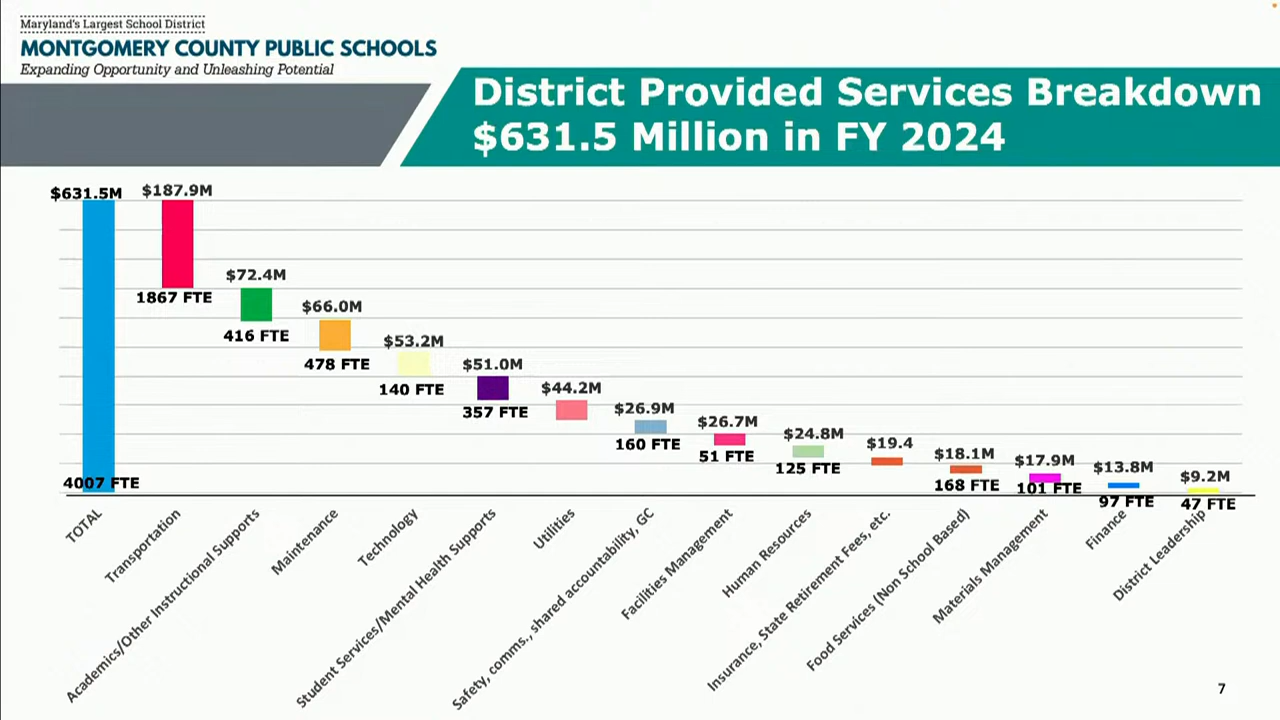 Maryland's Largest School District
MONTGOMERY COUNTY PUBLIC SCHOOLS
Expanding Opportunity and Unleashing Potential
District Provided Services Breakdown
$631.5 Million in FY 2024
$631.5M
$187.9M
$72.4M
$66.0M
$53.2M
$51.0M
$44.2M
$26.9M
$26.7M
$24.8M
$19.4
$18.1M
$17.9M
$13.8M
$9.2M
4007 FTE
1867 FTE
416 FTE
478 FTE
140 FTE
357 FTE
160 FTE
51 FTE
125 FTE
168 FTE
101 FTE
97 FTE
47 FTE
TOTAL
Transportation
Academics/Other Instructional Supports
Maintenance
Technology
Student Services/Mental Health Supports
Utilities
Safety, comms., shared accountability, GC
Facilities Management
Human Resources
Insurance, State Retirement Fees, etc.
Food Services (Non School Based)
Materials Management
Finance
District Leadership
7